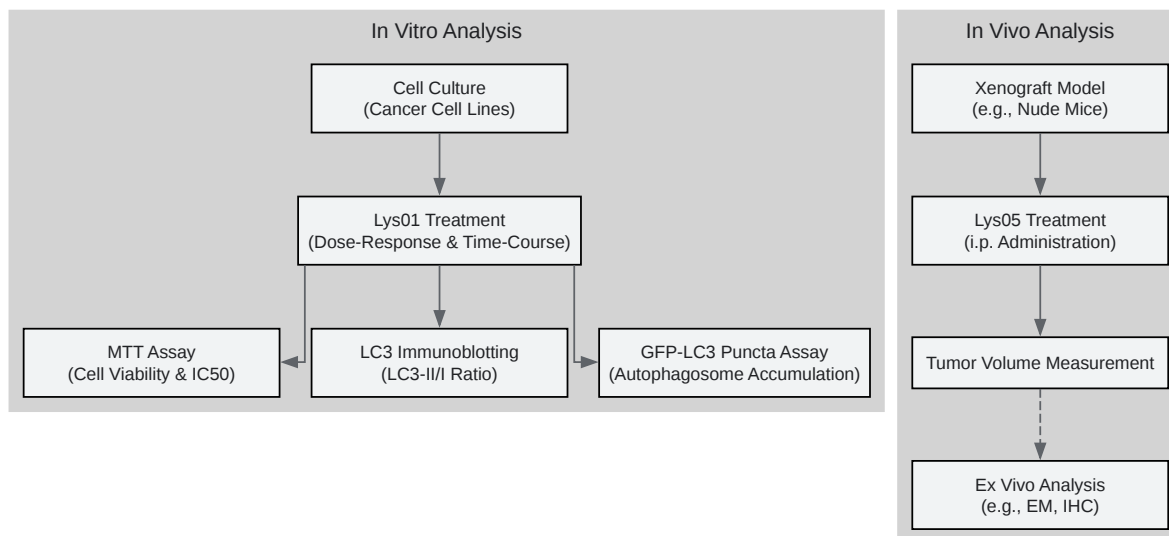 In Vitro Analysis
Cell Culture
(Cancer Cell Lines)
Lys01 Treatment
(Dose-Response & Time-Course)
MTT Assay
(Cell Viability & IC50)
LC3 Immunoblotting
(LC3-II/I Ratio)
GFP-LC3 Puncta Assay
(Autophagosome Accumulation)
In Vivo Analysis
Xenograft Model
(e.g., Nude Mice)
Lys05 Treatment
(i.p. Administration)
Tumor Volume Measurement
Ex Vivo Analysis
(e.g., EM, IHC)